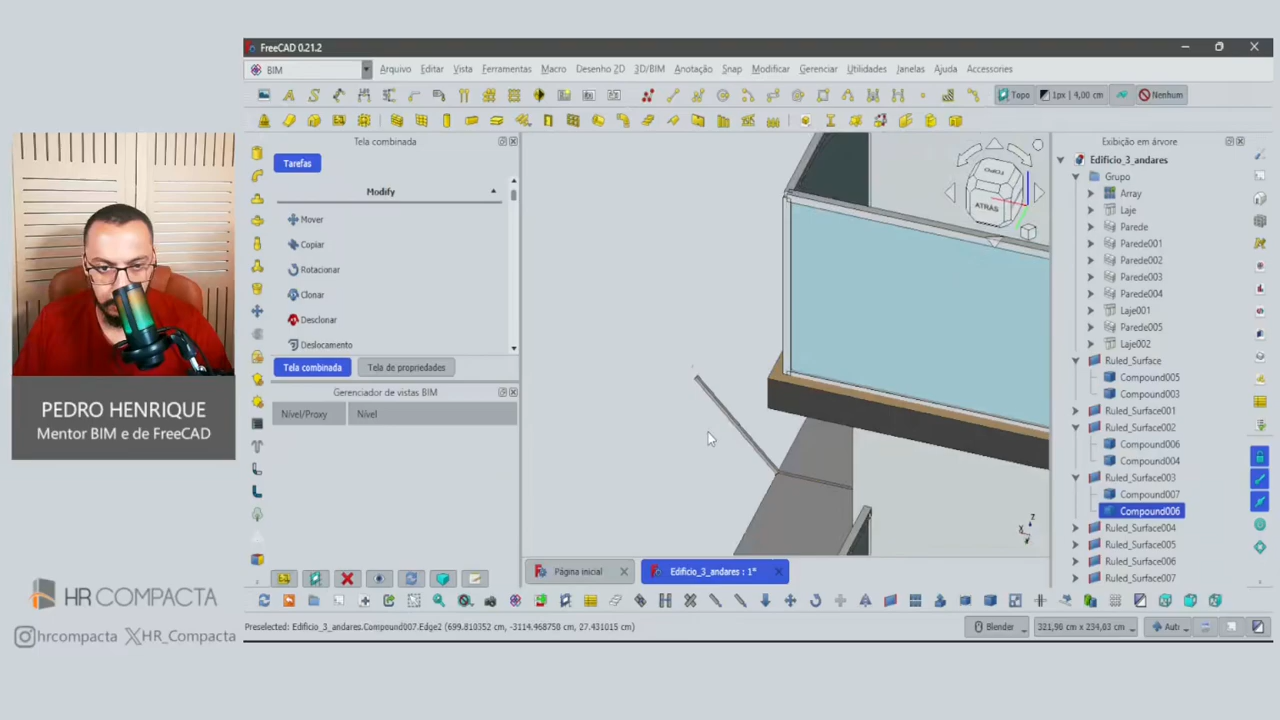 FreeCAD 0.21.2
BIM
Arquivo Editar Vista Ferramentas Macro Desenho 2D 3D/BIM Anotação Snap Modificar Gerenciar Utilidades Janelas Ajuda Accessories
Topo 1px | 4,00 cm Nenhum
Tela combinada
Exibição em árvore
Tarefas
Modify
Mover
Copiar
Rotacionar
Clonar
Desclonar
Deslocamento
Tela combinada Tela de propriedades
Gerenciador de vistas BIM
Nível/Proxy Nível
ATRAS
Z
X
Edificio_3_andares
Grupo
Array
Laje
Parede
Parede001
Parede002
Parede003
Parede004
Laje001
Parede005
Laje002
Ruled_Surface
Compound005
Compound003
Ruled_Surface001
Ruled_Surface002
Compound006
Compound004
Ruled_Surface003
Compound007
Compound006
Ruled_Surface004
Ruled_Surface005
Ruled_Surface006
Ruled_Surface007
PEDRO HENRIQUE
Mentor BIM e de FreeCAD
HR COMPACTA
@hrcompacta HR_Compacta
Página inicial Edificio_3_andares : 1*
Preselected: Edificio_3_andares.Compound007.Edge2 (699.810352 cm, -3114.468750 cm, 27.431015 cm)
Blender 321,98 cm x 234,03 cm Auto